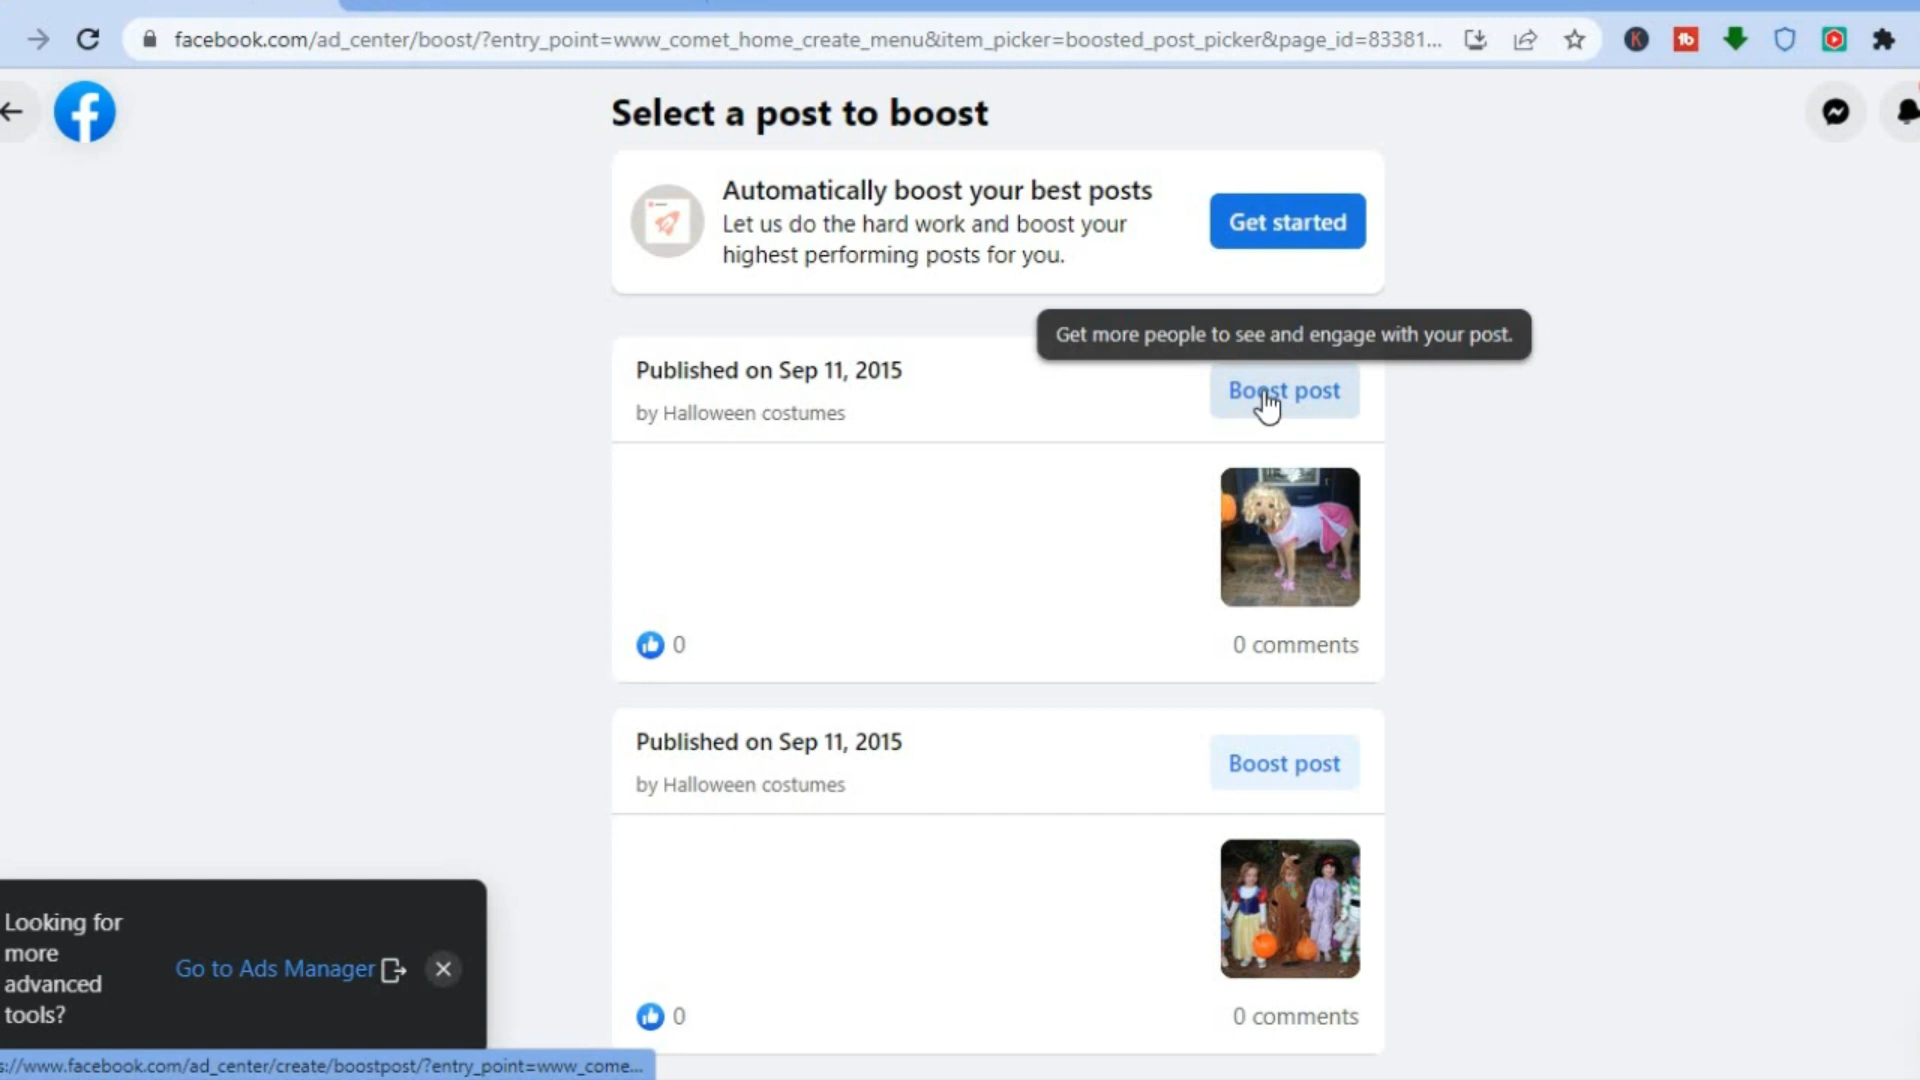 facebook.com/ad_center/boost/?entry_point=www_comet_home_create_menu&item_picker=boosted_post_picker&page_id=83381...
Select a post to boost
Automatically boost your best posts
Let us do the hard work and boost your
highest performing posts for you.
Get started
Get more people to see and engage with your post.
Published on Sep 11, 2015
Boost post
by Halloween costumes
0
0 comments
Published on Sep 11, 2015
Boost post
by Halloween costumes
0
0 comments
Looking for
more
advanced
tools?
Go to Ads Manager
s://www.facebook.com/ad_center/create/boostpost/?entry_point=www_come...